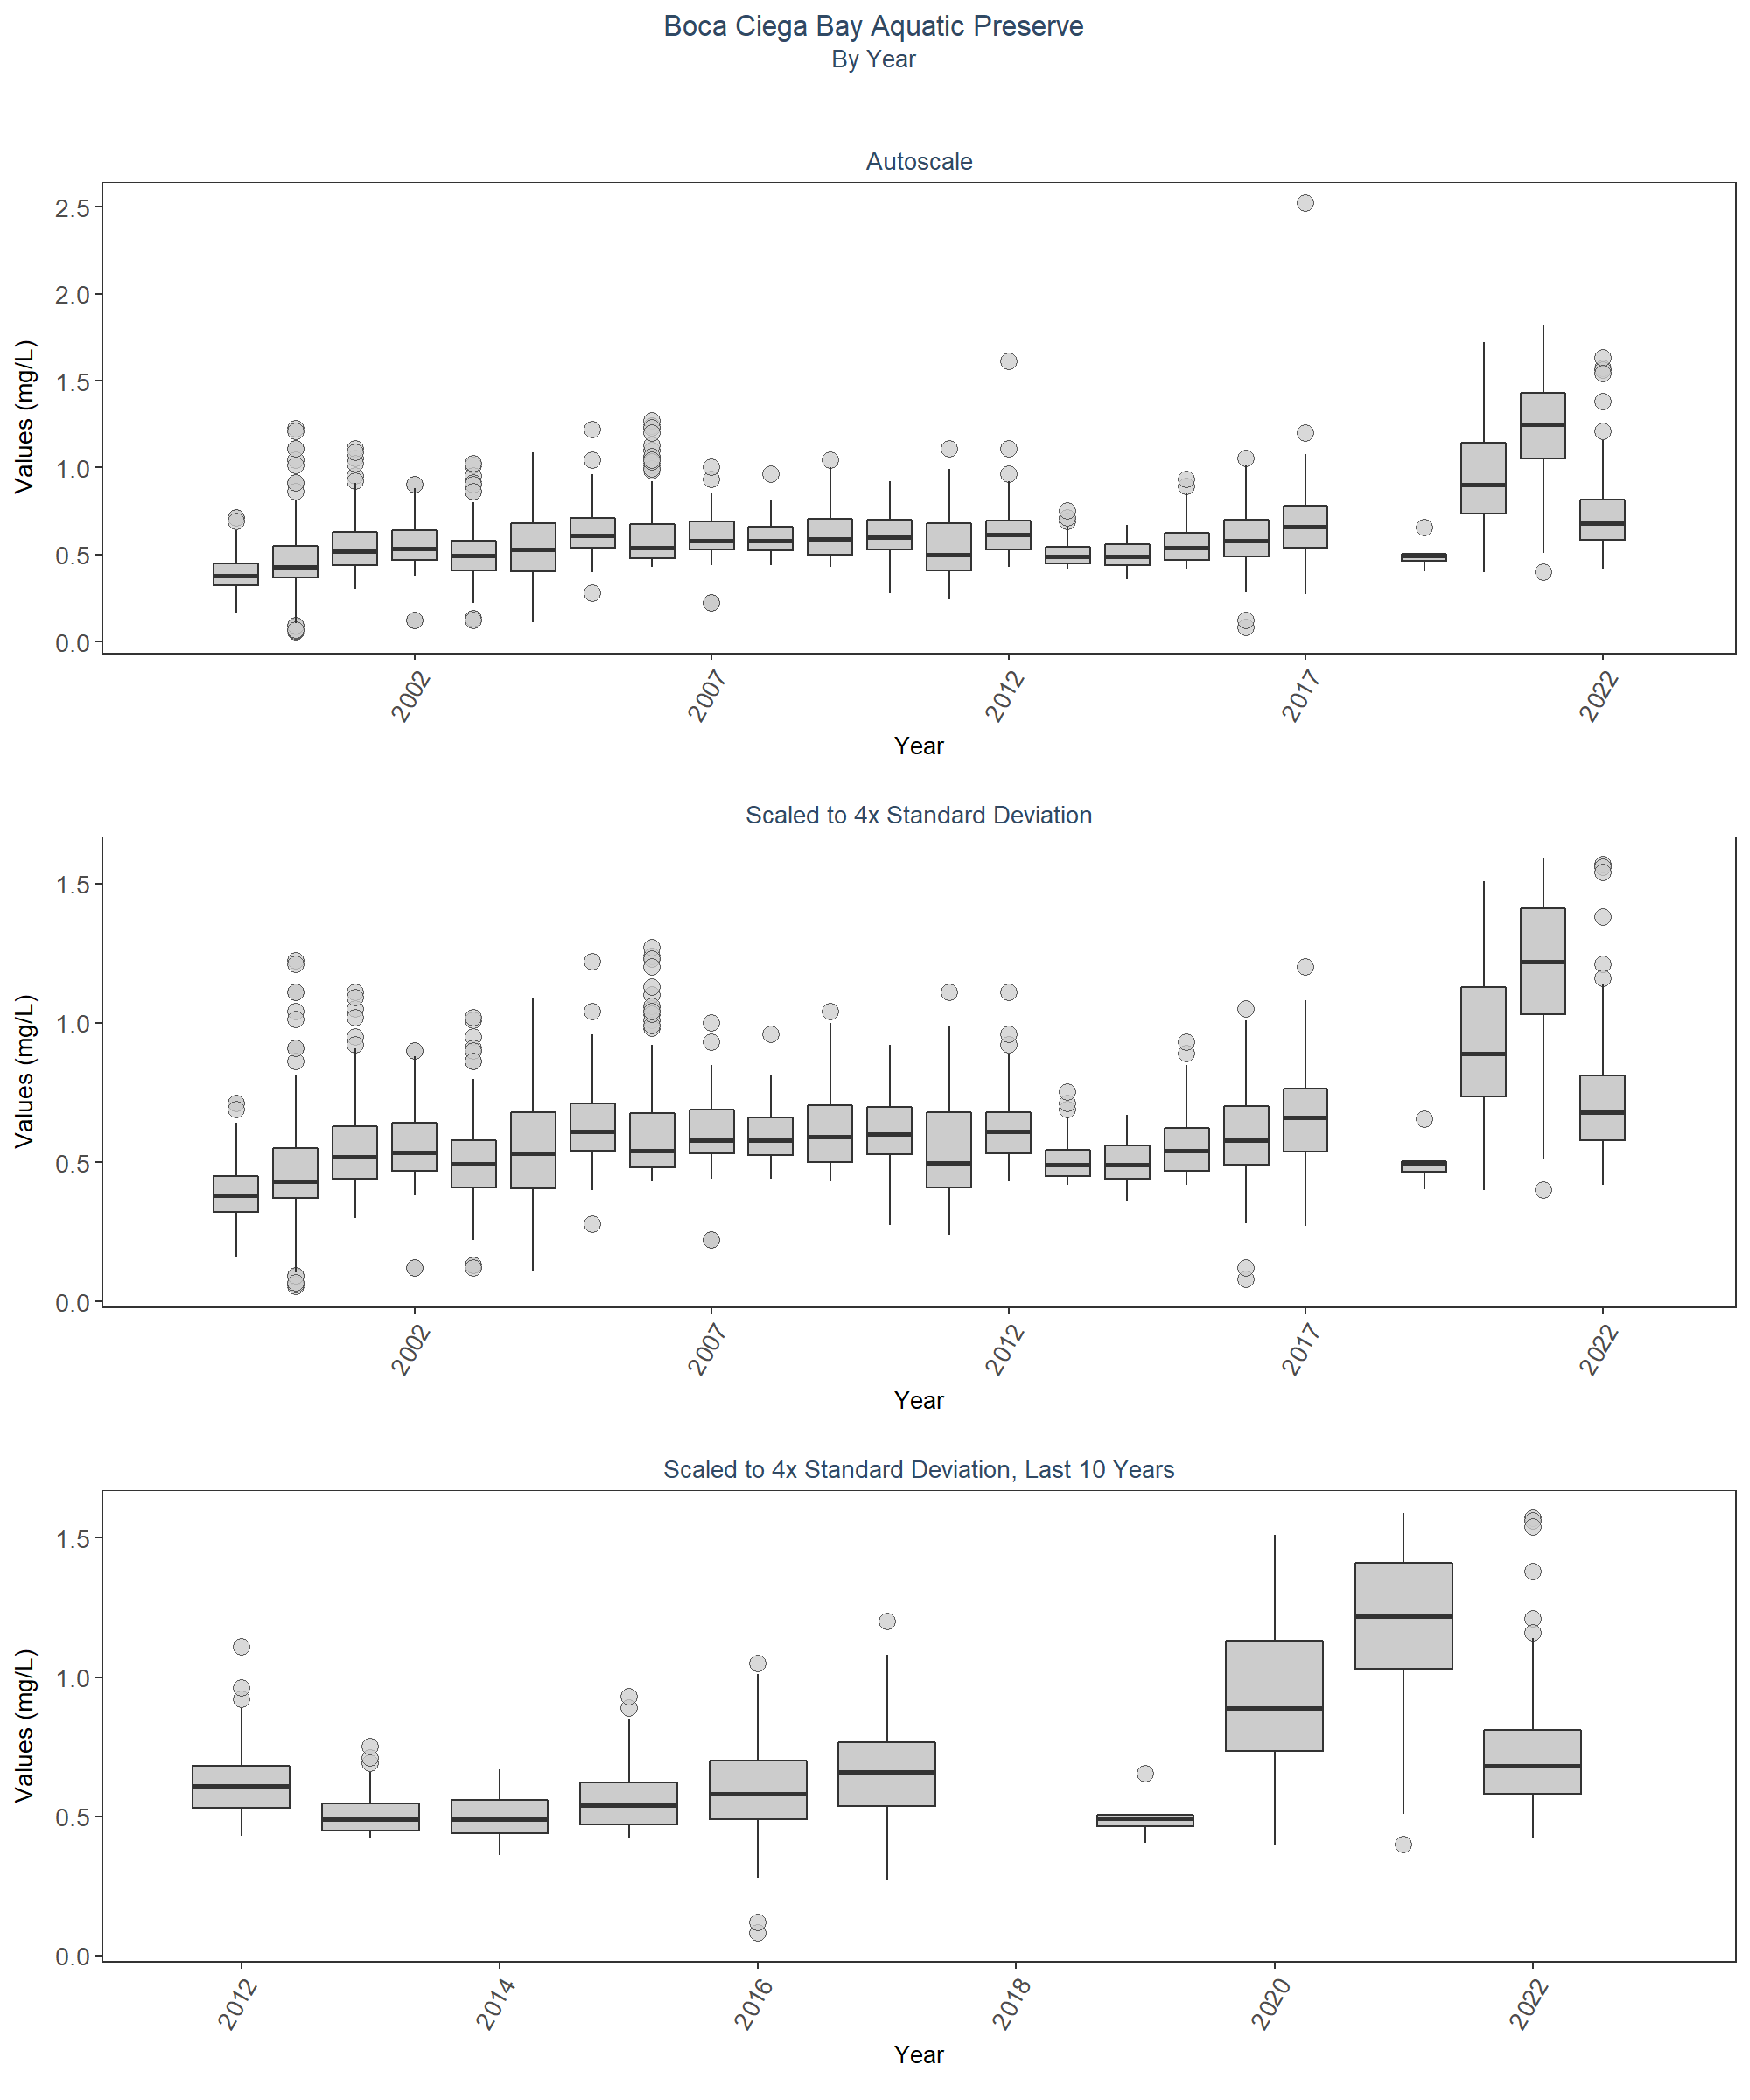 Boca Ciega Bay Aquatic Preserve
By Year
Autoscale
Values (mg/L)
2.5
2.0
1.5
1.0
0.5
0.0
2002 2007 2012 2017 2022
Year
Scaled to 4x Standard Deviation
Values (mg/L)
1.5
1.0
0.5
0.0
2002 2007 2012 2017 2022
Year
Scaled to 4x Standard Deviation, Last 10 Years
Values (mg/L)
1.5
1.0
0.5
0.0
2012 2014 2016 2018 2020 2022
Year